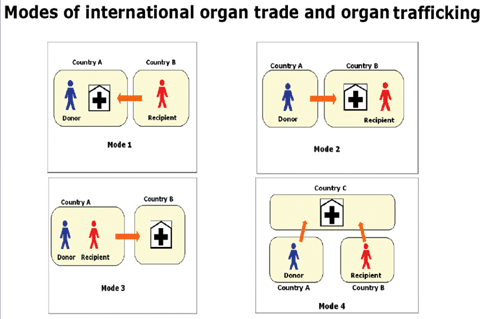 Modes of international organ trade and organ trafficking
Country A Country B
Donor Recipient
Mode 1
Country A Country B
Donor Recipient
Mode 2
Country A Country B
Donor Recipient
Mode 3
Country C
Donor Recipient
Country A Country B
Mode 4